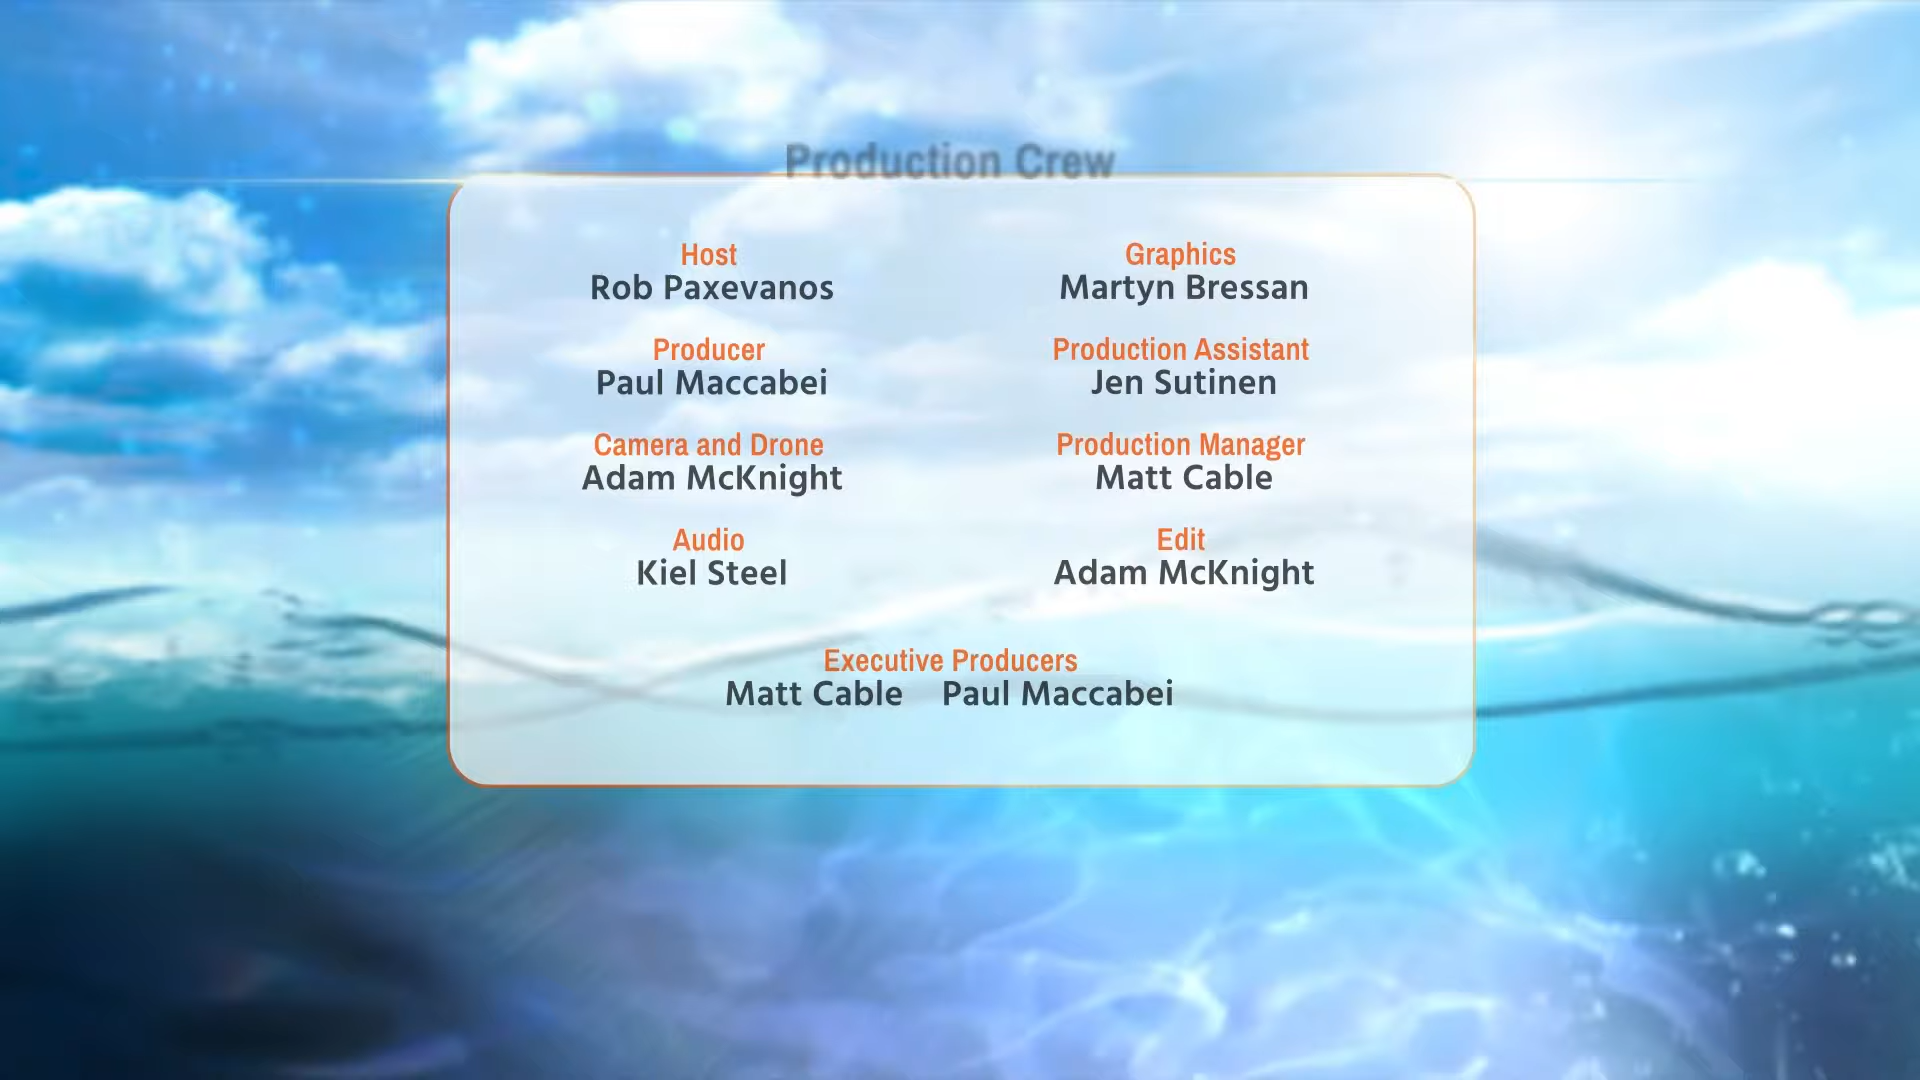 Production Crew
Host
Rob Paxevanos
Producer
Paul Maccabei
Camera and Drone
Adam McKnight
Audio
Kiel Steel
Graphics
Martyn Bressan
Production Assistant
Jen Sutinen
Production Manager
Matt Cable
Edit
Adam McKnight
Executive Producers
Matt Cable Paul Maccabei